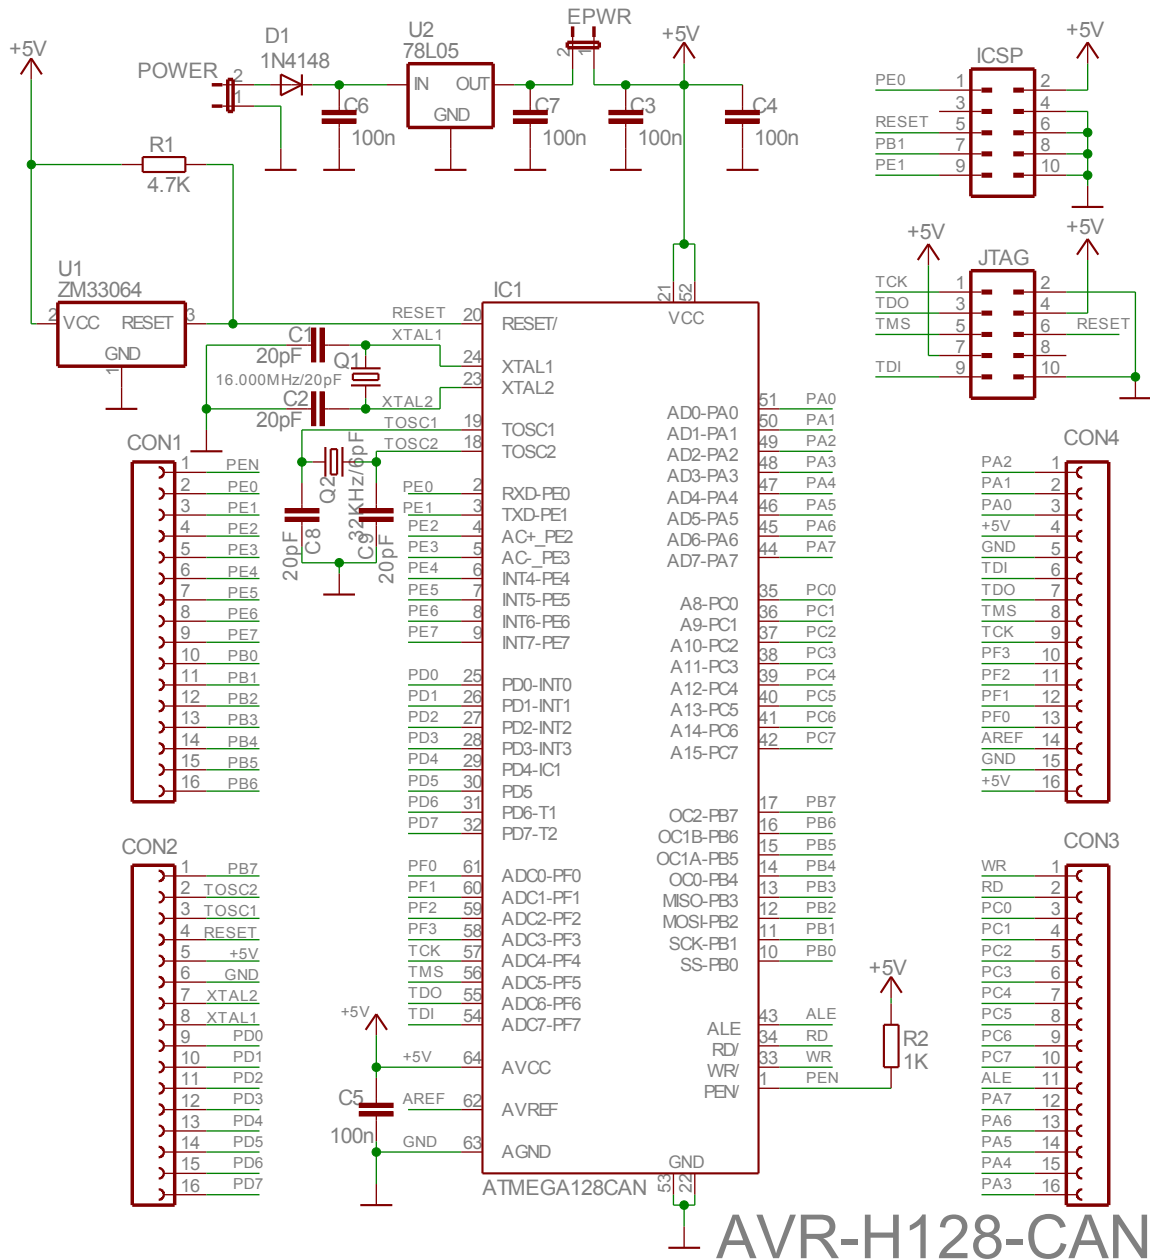 +5V
D1
1N4148
POWER
2
1
C6
100n
U2
78L05
IN
OUT
GND
C7
100n
EPWR
2
1
+5V
C3
100n
C4
100n
ICSP
+5V
PE0 1 2
3 4
RESET 5 6
PB1 7 8
PE1 9 10
R1
4.7K
U1
ZM33064
2 VCC RESET 3
GND
1
+5V
+5V
JTAG
TCK 1 2
TDO 3 4
TMS 5 6 RESET
7 8
TDI 9 10
C1
20pF
Q1
16.000MHz/20pF
C2
20pF
Q2
32KHz/6pF
C8
20pF
C9
20pF
IC1
21 52
VCC
RESET 20 RESET/
XTAL1 24 XTAL1
XTAL2 23 XTAL2
TOSC1 19 TOSC1
TOSC2 18 TOSC2
PE0 2 RXD-PE0
PE1 3 TXD-PE1
PE2 4 AC+_PE2
PE3 5 AC-_PE3
PE4 6 INT4-PE4
PE5 7 INT5-PE5
PE6 8 INT6-PE6
PE7 9 INT7-PE7
PD0 25 PD0-INT0
PD1 26 PD1-INT1
PD2 27 PD2-INT2
PD3 28 PD3-INT3
PD4 29 PD4-IC1
PD5 30 PD5
PD6 31 PD6-T1
PD7 32 PD7-T2
PF0 61 ADC0-PF0
PF1 60 ADC1-PF1
PF2 59 ADC2-PF2
PF3 58 ADC3-PF3
TCK 57 ADC4-PF4
TMS 56 ADC5-PF5
TDO 55 ADC6-PF6
TDI 54 ADC7-PF7
+5V
+5V 64 AVCC
AREF 62 AVREF
GND 63 AGND
C5
100n
AD0-PA0 51 PA0
AD1-PA1 50 PA1
AD2-PA2 49 PA2
AD3-PA3 48 PA3
AD4-PA4 47 PA4
AD5-PA5 46 PA5
AD6-PA6 45 PA6
AD7-PA7 44 PA7
A8-PC0 35 PC0
A9-PC1 36 PC1
A10-PC2 37 PC2
A11-PC3 38 PC3
A12-PC4 39 PC4
A13-PC5 40 PC5
A14-PC6 41 PC6
A15-PC7 42 PC7
OC2-PB7 17 PB7
OC1B-PB6 16 PB6
OC1A-PB5 15 PB5
OC0-PB4 14 PB4
MISO-PB3 13 PB3
MOSI-PB2 12 PB2
SCK-PB1 11 PB1
SS-PB0 10 PB0
ALE 43 ALE
RD/ 34 RD
WR/ 33 WR
PEN/ 1 PEN
+5V
R2
1K
GND
53 22
ATMEGA128CAN
CON1
1 PEN
2 PE0
3 PE1
4 PE2
5 PE3
6 PE4
7 PE5
8 PE6
9 PE7
10 PB0
11 PB1
12 PB2
13 PB3
14 PB4
15 PB5
16 PB6
CON2
1 PB7
2 TOSC2
3 TOSC1
4 RESET
5 +5V
6 GND
7 XTAL2
8 XTAL1
9 PD0
10 PD1
11 PD2
12 PD3
13 PD4
14 PD5
15 PD6
16 PD7
CON4
PA2 1
PA1 2
PA0 3
+5V 4
GND 5
TDI 6
TDO 7
TMS 8
TCK 9
PF3 10
PF2 11
PF1 12
PF0 13
AREF 14
GND 15
+5V 16
CON3
WR 1
RD 2
PC0 3
PC1 4
PC2 5
PC3 6
PC4 7
PC5 8
PC6 9
PC7 10
ALE 11
PA7 12
PA6 13
PA5 14
PA4 15
PA3 16
AVR-H128-CAN